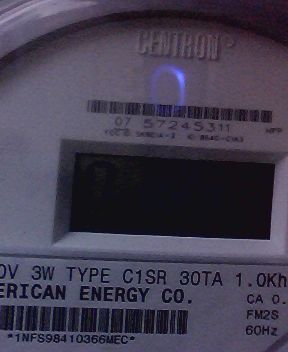 CENTRON®
07 57245311
0V 3W TYPE C1SR 30TA 1.0Kh
ERICAN ENERGY CO.
CA 0.
FM2S
*1NFS98410366MEC*
60Hz